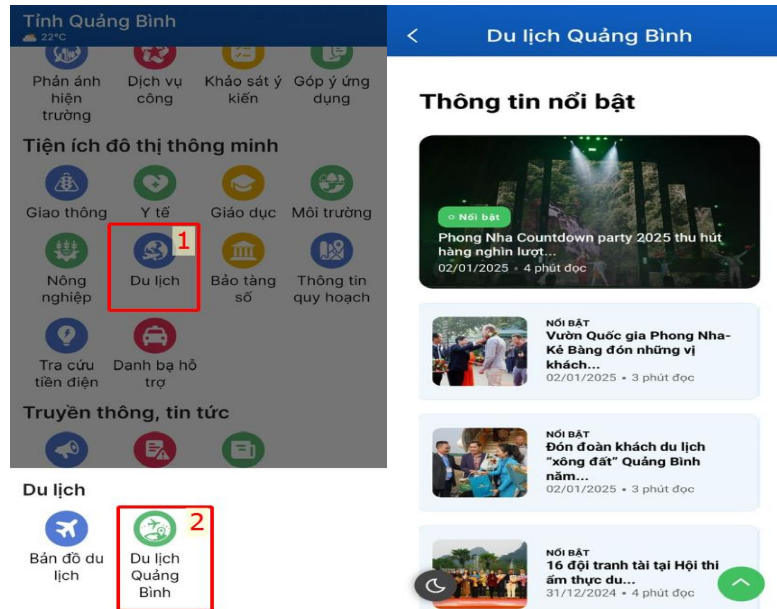 Tỉnh Quảng Bình
22°C
Phản ánh hiện trường
Dịch vụ công
Khảo sát ý kiến
Góp ý ứng dụng
Tiện ích đô thị thông minh
Giao thông
Y tế
Giáo dục
Môi trường
1
Nông nghiệp
Du lịch
Bảo tàng số
Thông tin quy hoạch
Tra cứu tiền điện
Danh bạ hỗ trợ
Truyền thông, tin tức
Du lịch
2
Bản đồ du lịch
Du lịch Quảng Bình
Du lịch Quảng Bình
Thông tin nổi bật
Nổi bật
Phong Nha Countdown party 2025 thu hút
hàng nghìn lượt...
02/01/2025 • 4 phút đọc
NỔI BẬT
Vườn Quốc gia Phong Nha-
Kẻ Bàng đón những vị
khách...
02/01/2025 • 3 phút đọc
NỔI BẬT
Đón đoàn khách du lịch
“xông đất” Quảng Bình
năm...
02/01/2025 • 3 phút đọc
NỔI BẬT
16 đội tranh tài tại Hội thi
ẩm thực du...
31/12/2024 • 4 phút đọc